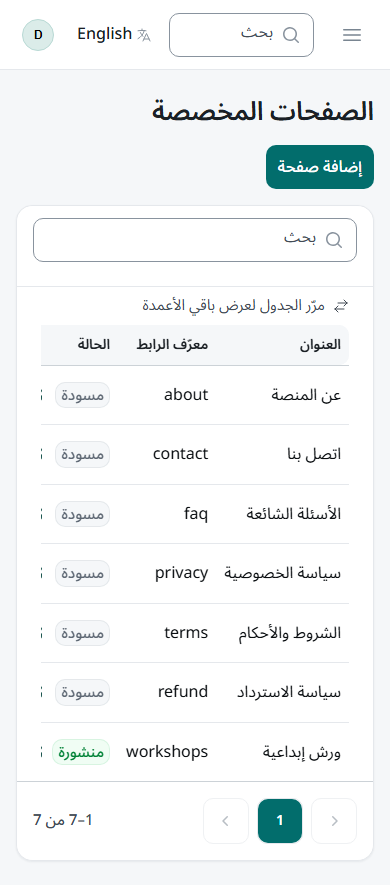 بحث English D
الصفحات المخصصة
إضافة صفحة
بحث
مرّر الجدول لعرض باقي الأعمدة
العنوان معرّف الرابط الحالة
عن المنصة about مسودة
اتصل بنا contact مسودة
الأسئلة الشائعة faq مسودة
سياسة الخصوصية privacy مسودة
الشروط والأحكام terms مسودة
سياسة الاسترداد refund مسودة
ورش إبداعية workshops منشورة
1 1–7 من 7